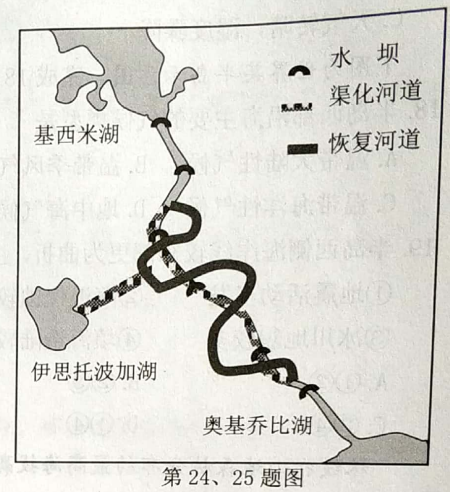 水坝
渠化河道
恢复河道
基西米湖
伊思托波加湖
奥基乔比湖
第24、25题图